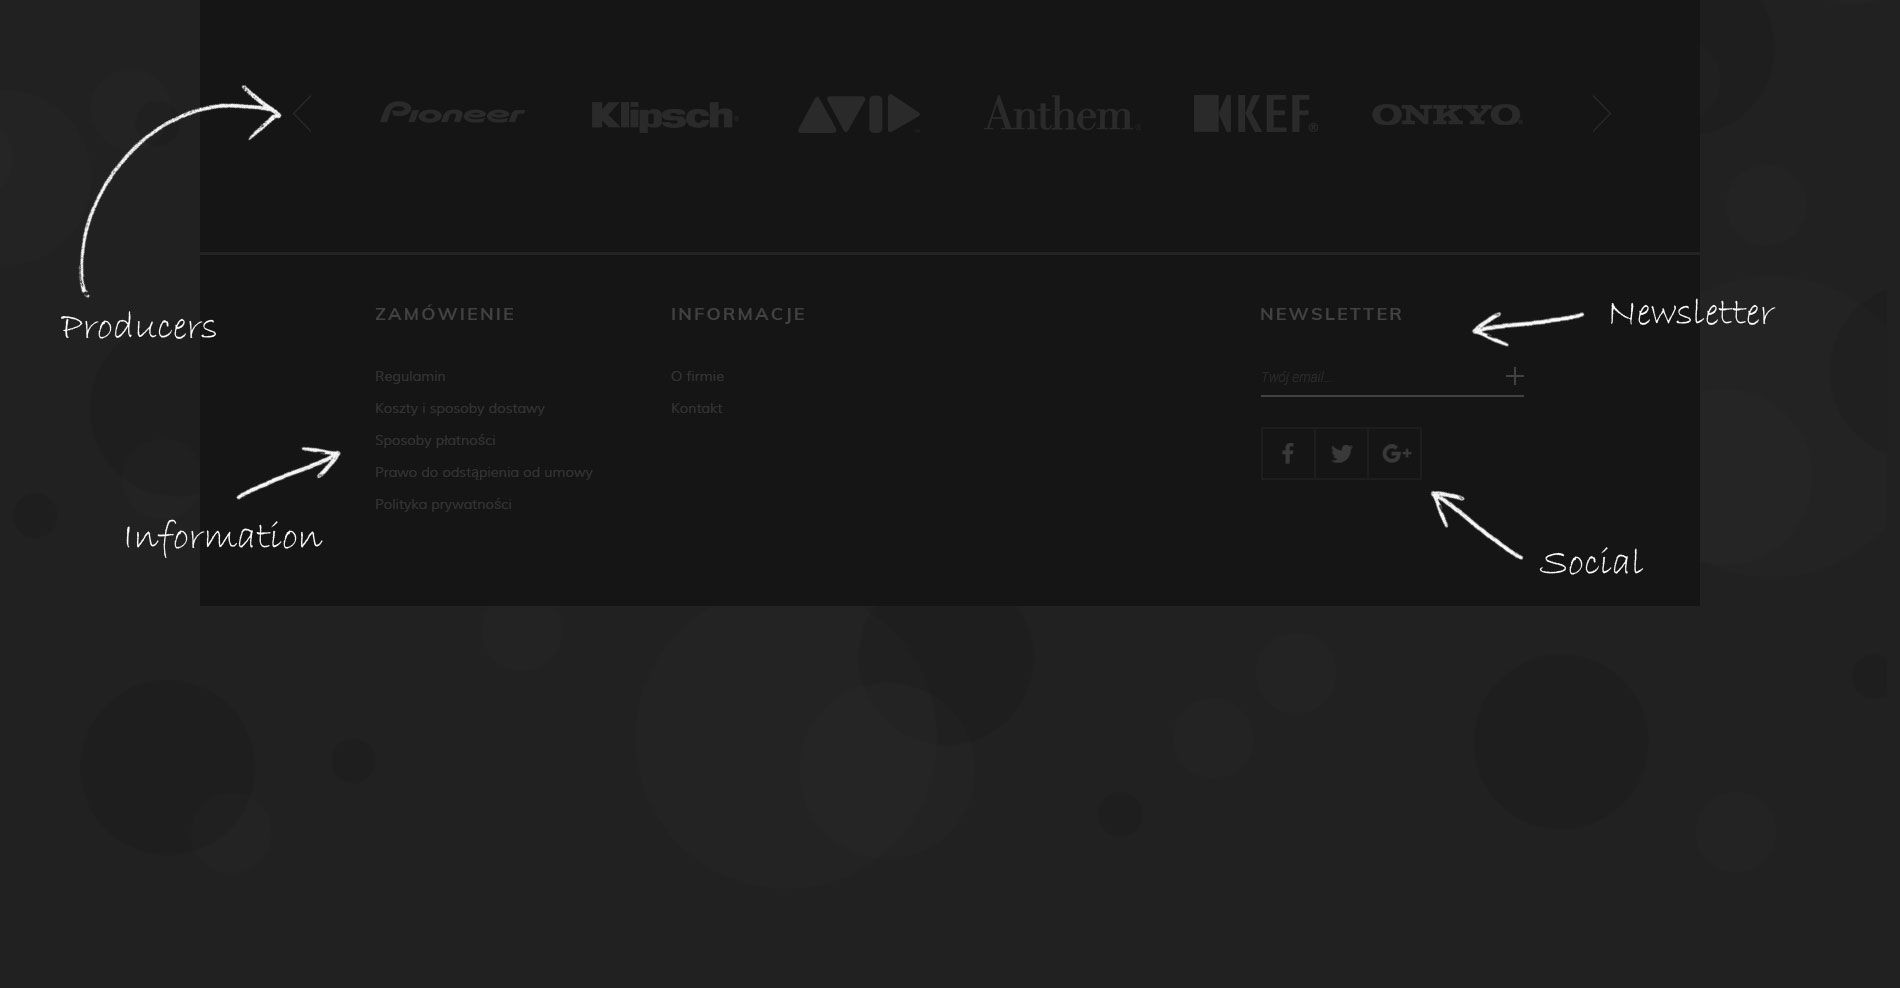 Pioneer Klipsch AVID Anthem KEF® ONKYO
Producers
ZAMÓWIENIE
Regulamin
Koszty i sposoby dostawy
Sposoby płatności
Prawo do odstąpienia od umowy
Polityka prywatności
INFORMACJE
O firmie
Kontakt
NEWSLETTER
Twój email...
f G+
Newsletter
Information
Social